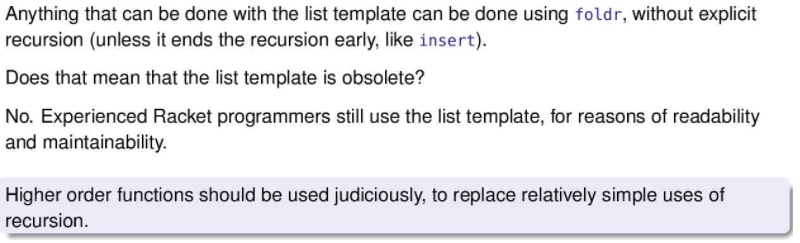 Anything that can be done with the list template can be done using foldr, without explicit
recursion (unless it ends the recursion early, like insert).
Does that mean that the list template is obsolete?
No. Experienced Racket programmers still use the list template, for reasons of readability
and maintainability.
Higher order functions should be used judiciously, to replace relatively simple uses of
recursion.